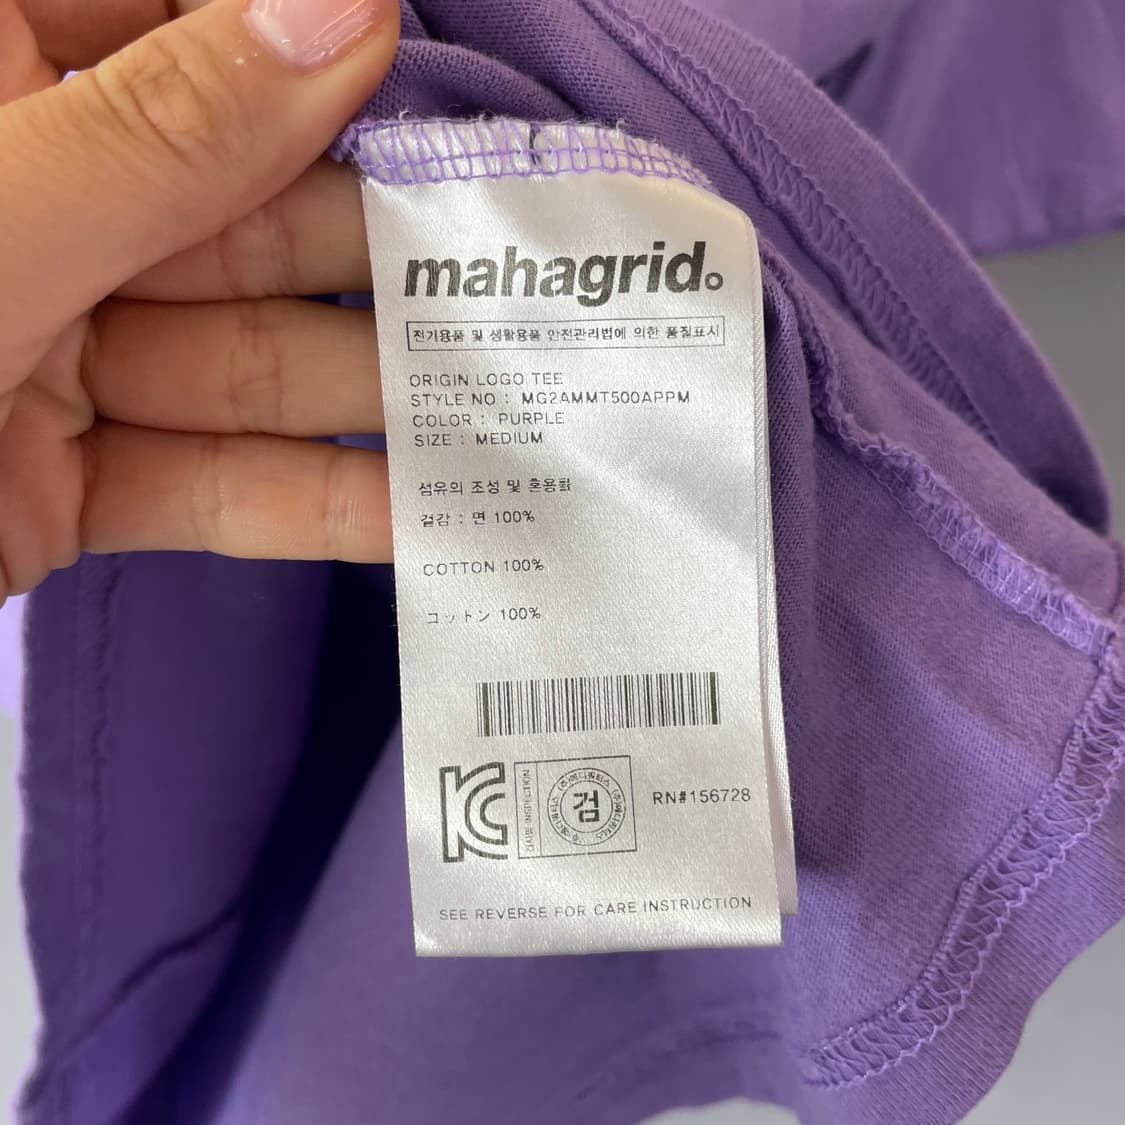 mahagrid
전기용품 및 생활용품 안전관리법에 의한 품질표시
ORIGIN LOGO TEE
STYLE NO : MG2AMMT500APPM
COLOR : PURPLE
SIZE : MEDIUM
섬유의 조성 및 혼용률
겉감 : 면 100%
COTTON 100%
コットン 100%
검
RN#156728
SEE REVERSE FOR CARE INSTRUCTION